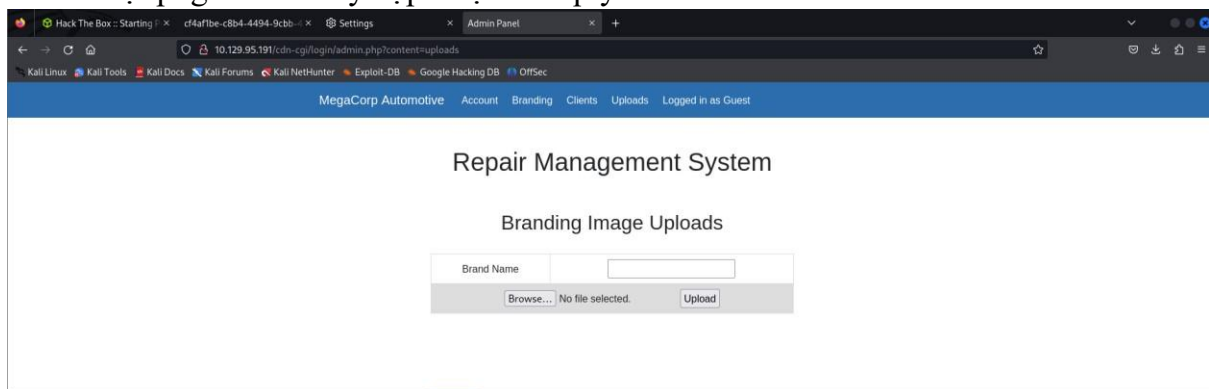 Hack The Box :: Starting P
cf4af1be-c8b4-4494-9cbb-
Settings
Admin Panel
10.129.95.191/cdn-cgi/login/admin.php?content=uploads
Kali Linux Kali Tools Kali Docs Kali Forums Kali NetHunter Exploit-DB Google Hacking DB OffSec
MegaCorp Automotive Account Branding Clients Uploads Logged in as Guest
Repair Management System
Branding Image Uploads
Brand Name
Browse... No file selected. Upload